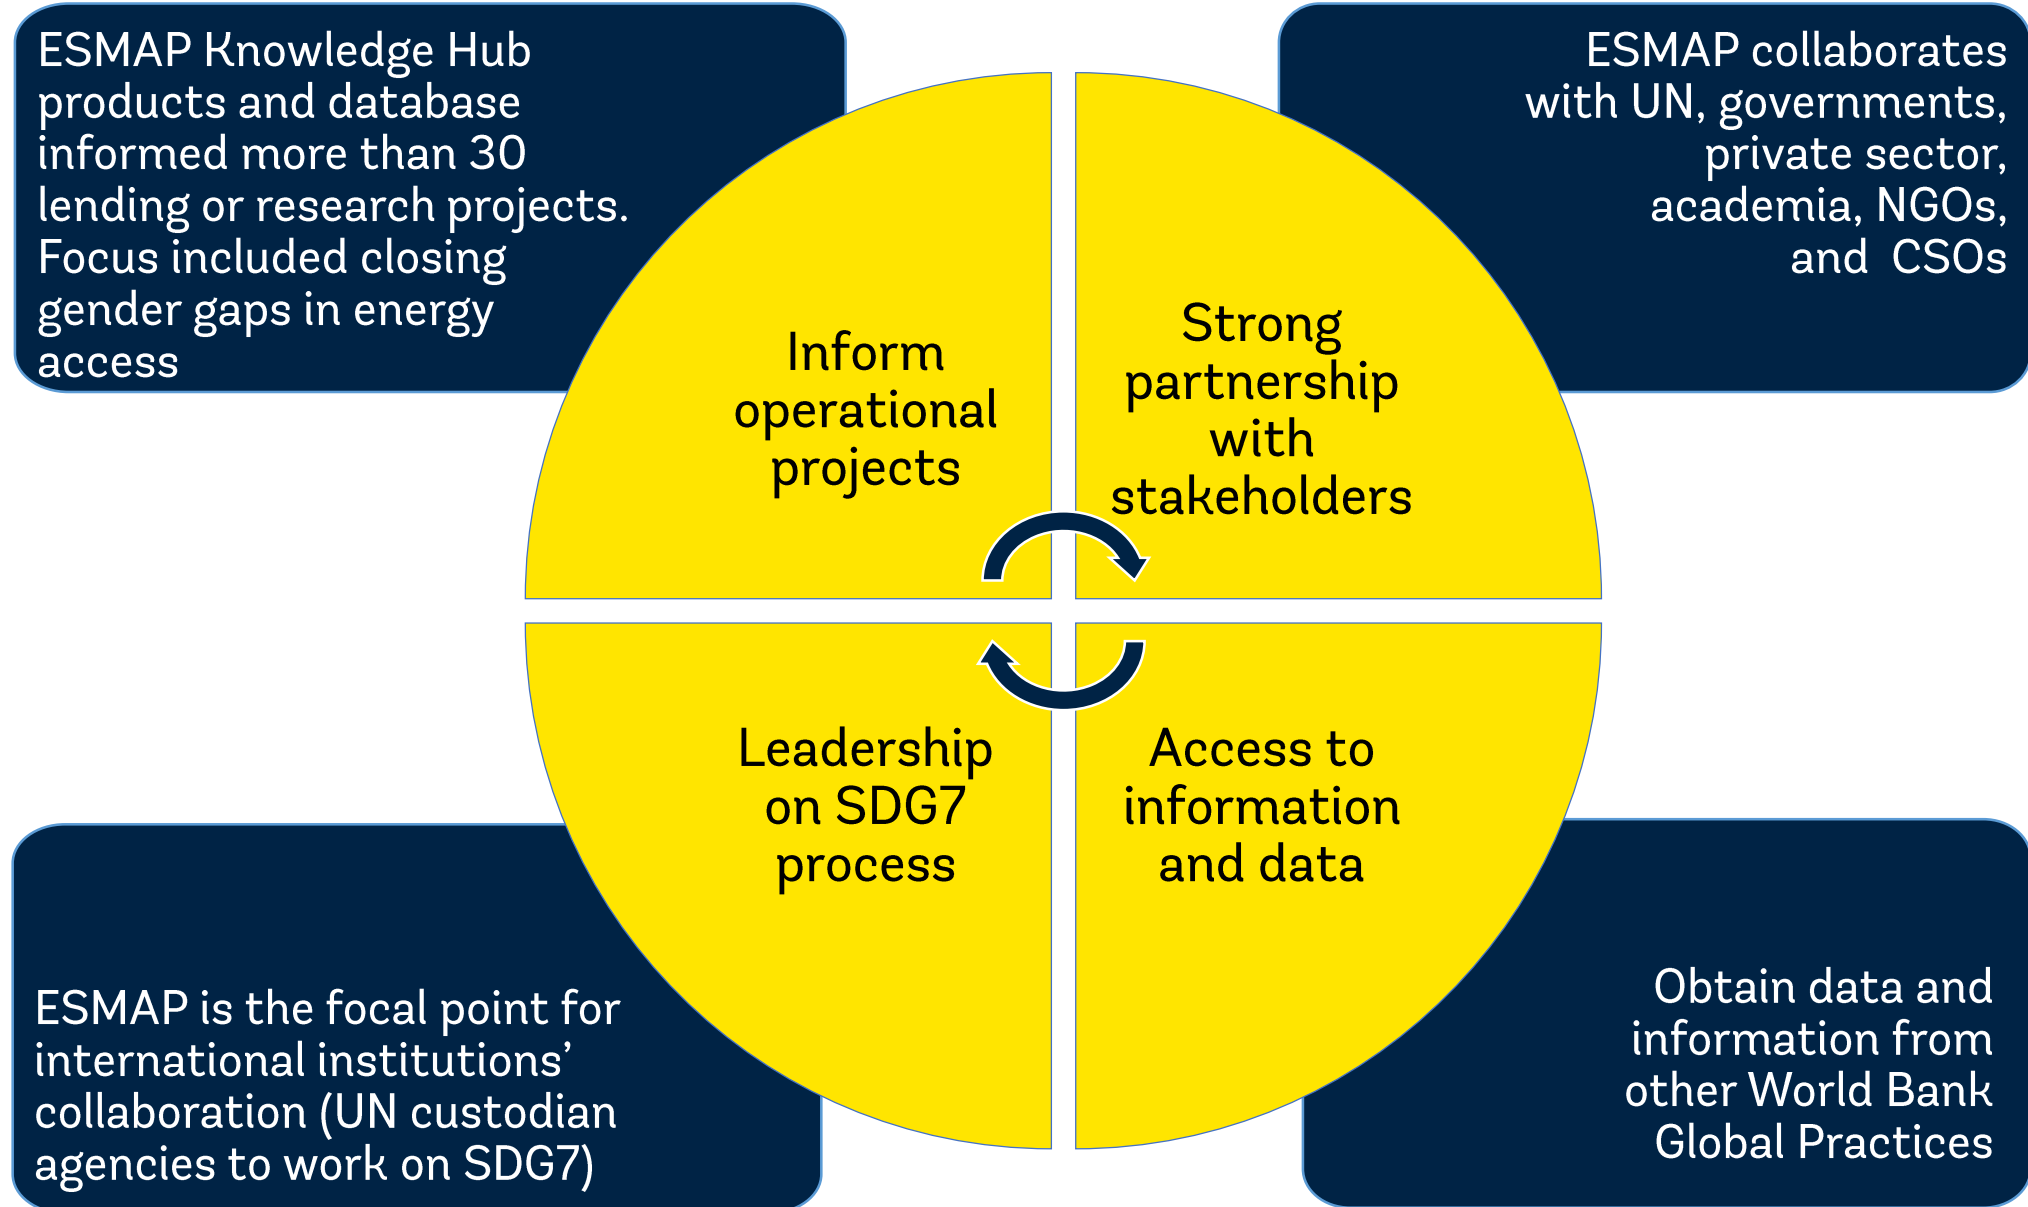 ESMAP Knowledge Hub
products and database
informed more than 30
lending or research projects.
Focus included closing
gender gaps in energy
access
ESMAP collaborates
with UN, governments,
private sector,
academia, NGOs,
and CSOs
Inform
operational
projects
Strong
partnership
with
stakeholders
Leadership
on SDG7
process
Access to
information
and data
ESMAP is the focal point for
international institutions’
collaboration (UN custodian
agencies to work on SDG7)
Obtain data and
information from
other World Bank
Global Practices